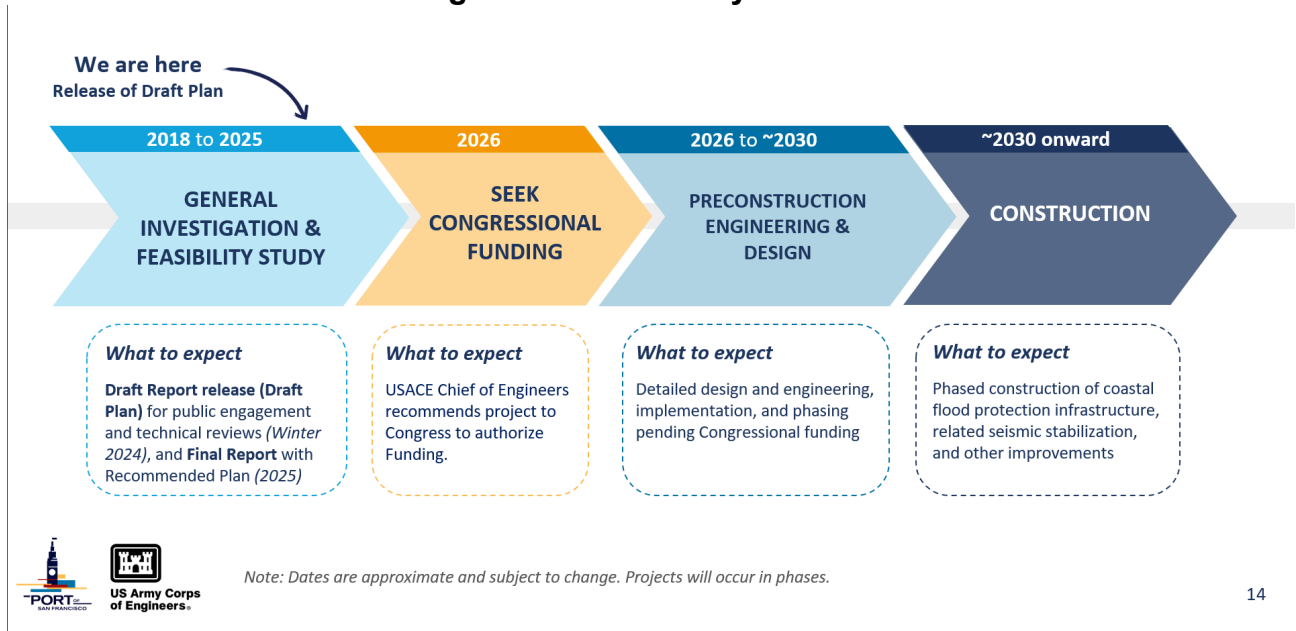 We are here
Release of Draft Plan
2018 to 2025
2026
2026 to ~2030
~2030 onward
GENERAL
INVESTIGATION &
FEASIBILITY STUDY
SEEK
CONGRESSIONAL
FUNDING
PRECONSTRUCTION
ENGINEERING &
DESIGN
CONSTRUCTION
What to expect
Draft Report release (Draft
Plan) for public engagement
and technical reviews (Winter
2024), and Final Report with
Recommended Plan (2025)
What to expect
USACE Chief of Engineers
recommends project to
Congress to authorize
Funding.
What to expect
Detailed design and engineering,
implementation, and phasing
pending Congressional funding
What to expect
Phased construction of coastal
flood protection infrastructure,
related seismic stabilization,
and other improvements
PORT OF
SAN FRANCISCO
US Army Corps
of Engineers®
Note: Dates are approximate and subject to change. Projects will occur in phases.
14